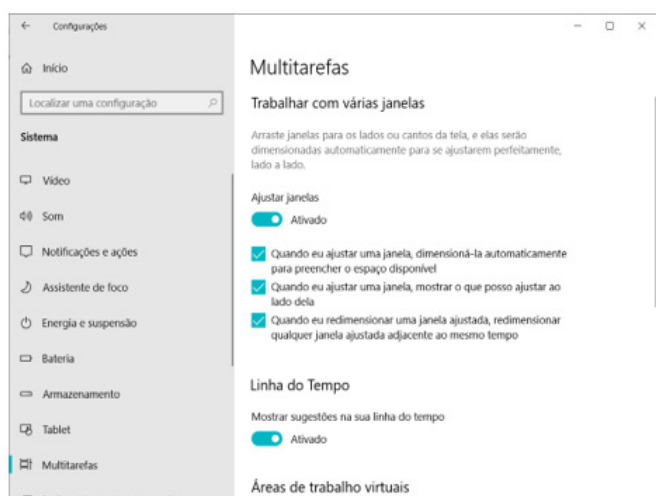 Configurações
Início
Localizar uma configuração
Sistema
Vídeo
Som
Notificações e ações
Assistente de foco
Energia e suspensão
Bateria
Armazenamento
Tablet
Multitarefas
Multitarefas
Trabalhar com várias janelas
Arraste janelas para os lados ou cantos da tela, e elas serão
dimensionadas automaticamente para se ajustarem perfeitamente,
lado a lado.
Ajustar janelas
Ativado
Quando eu ajustar uma janela, dimensioná-la automaticamente
para preencher o espaço disponível
Quando eu ajustar uma janela, mostrar o que posso ajustar ao
lado dela
Quando eu redimensionar uma janela ajustada, redimensionar
qualquer janela ajustada adjacente ao mesmo tempo
Linha do Tempo
Mostrar sugestões na sua linha do tempo
Ativado
Áreas de trabalho virtuais